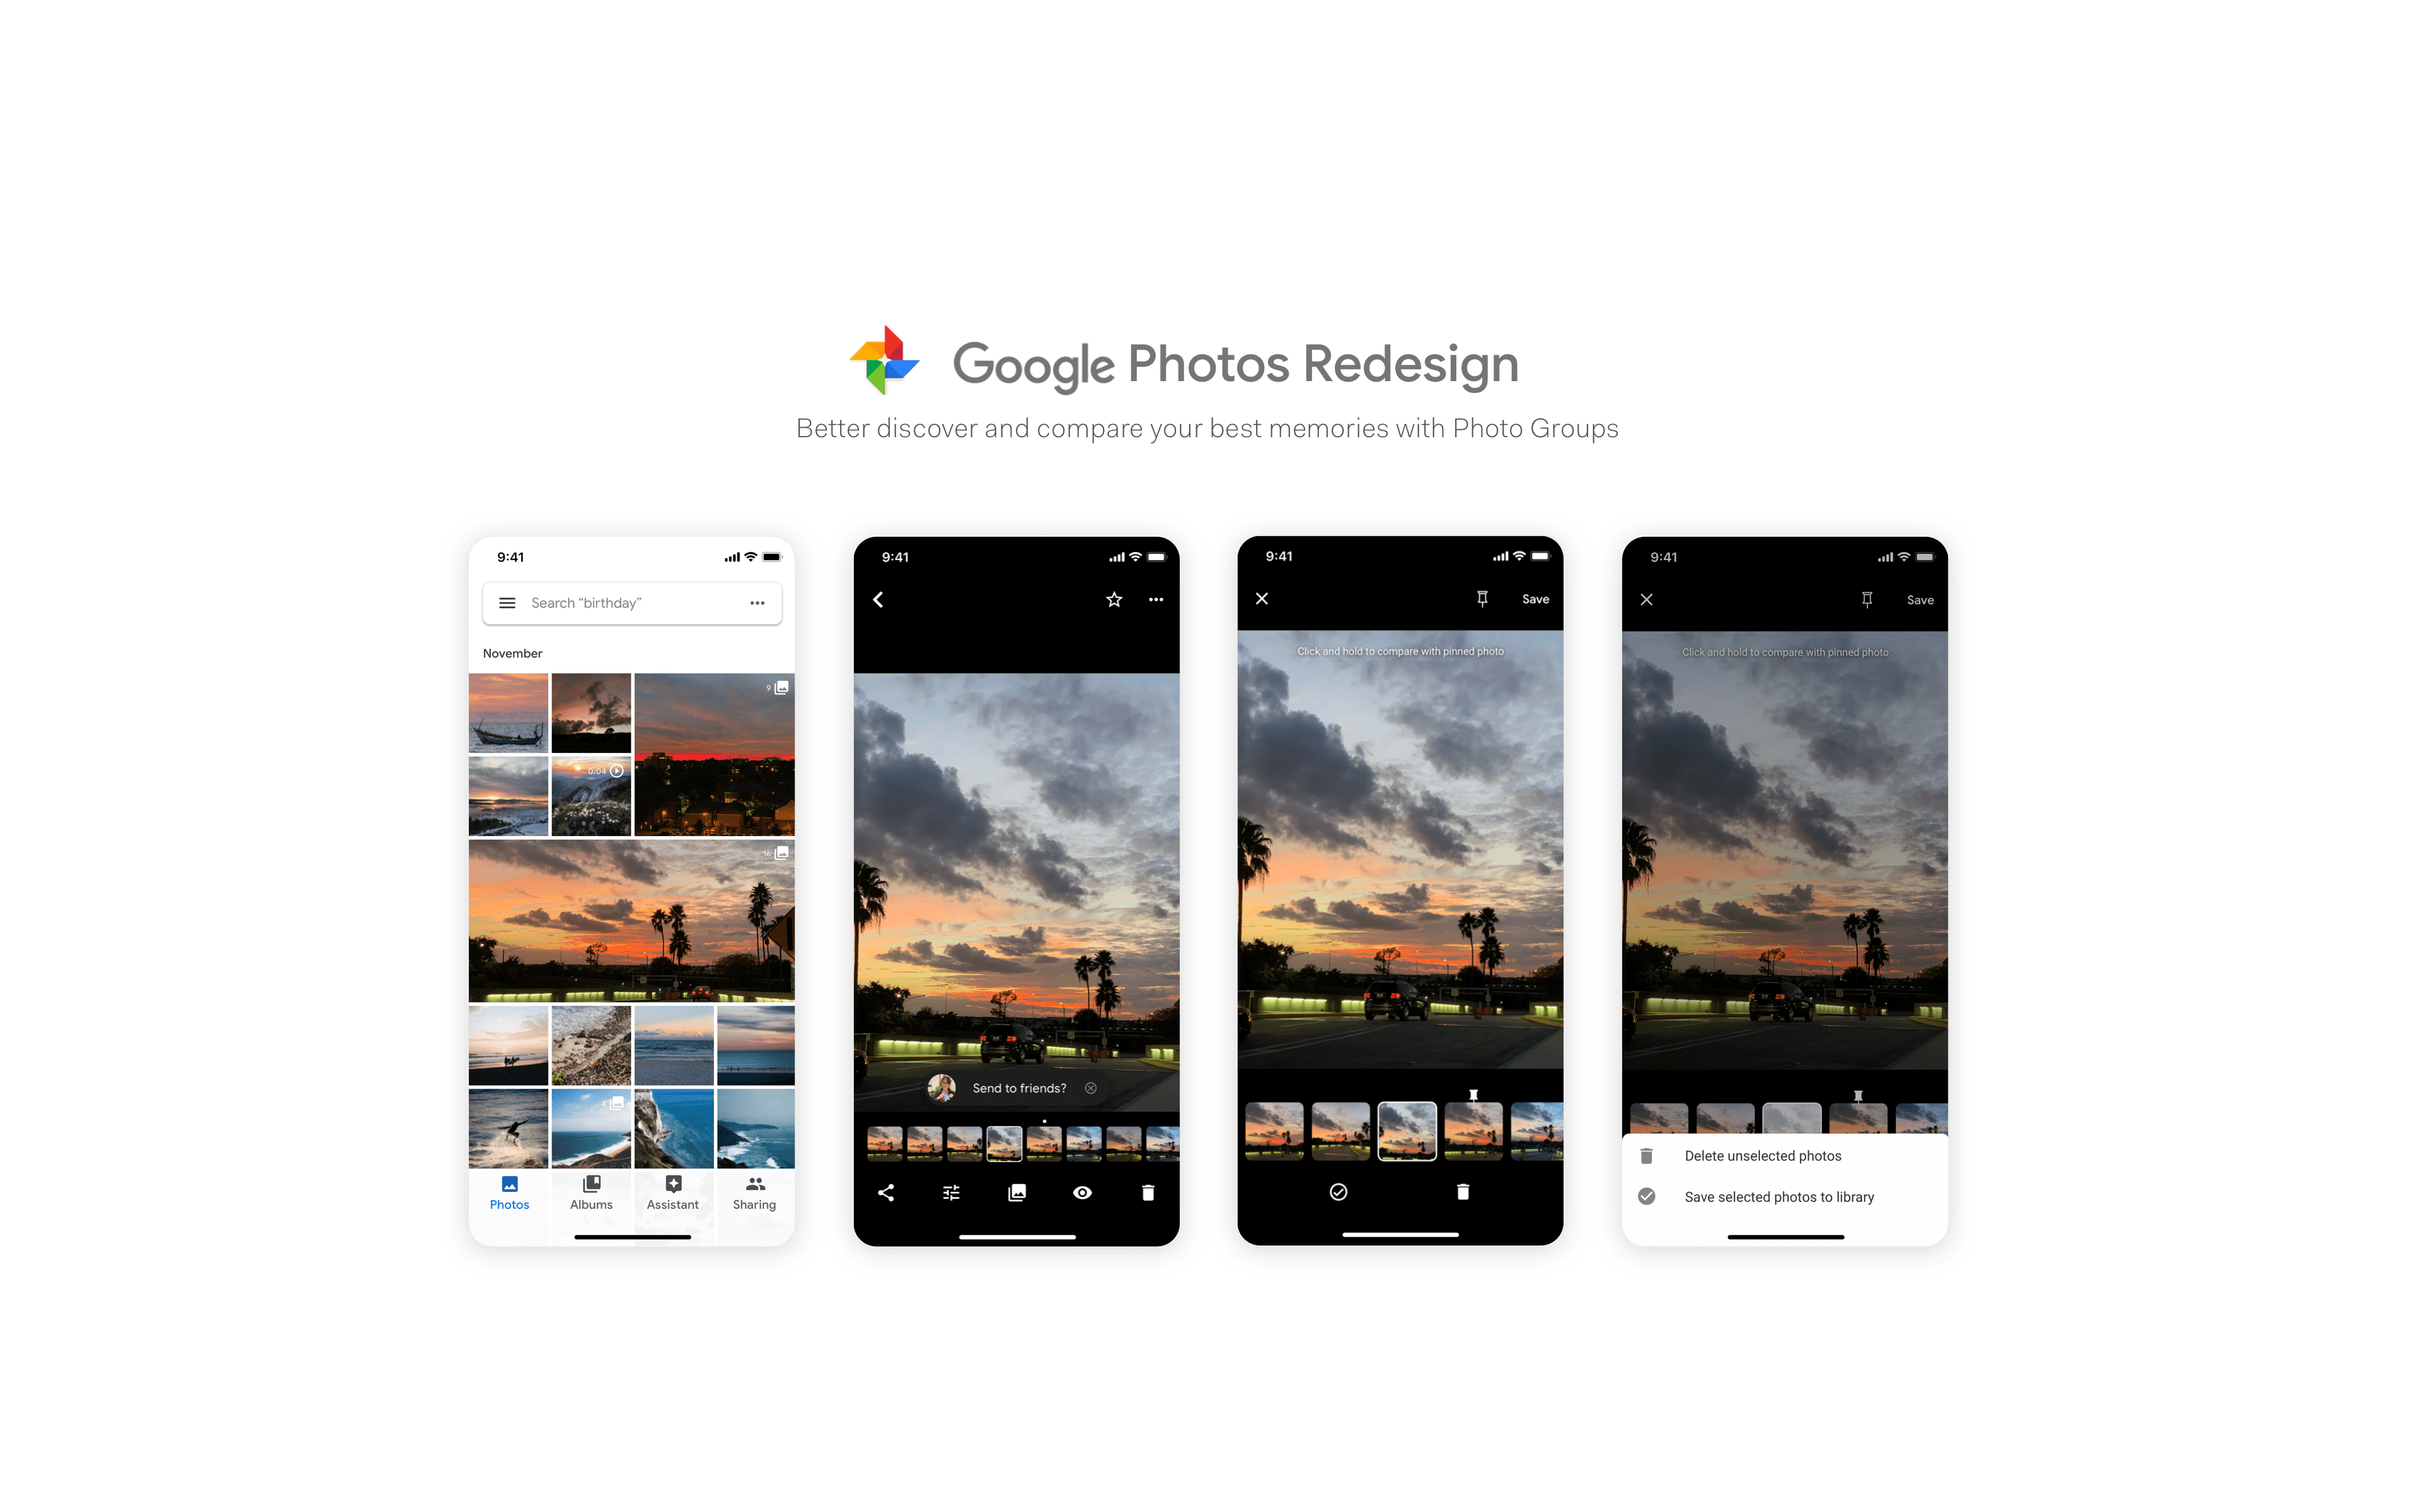 Google Photos Redesign
Better discover and compare your best memories with Photo Groups
9:41
Search “birthday”
November
9
0:04
16
4
Photos
Albums
Assistant
Sharing
9:41
Send to friends?
9:41
Save
Click and hold to compare with pinned photo
9:41
Save
Click and hold to compare with pinned photo
Delete unselected photos
Save selected photos to library